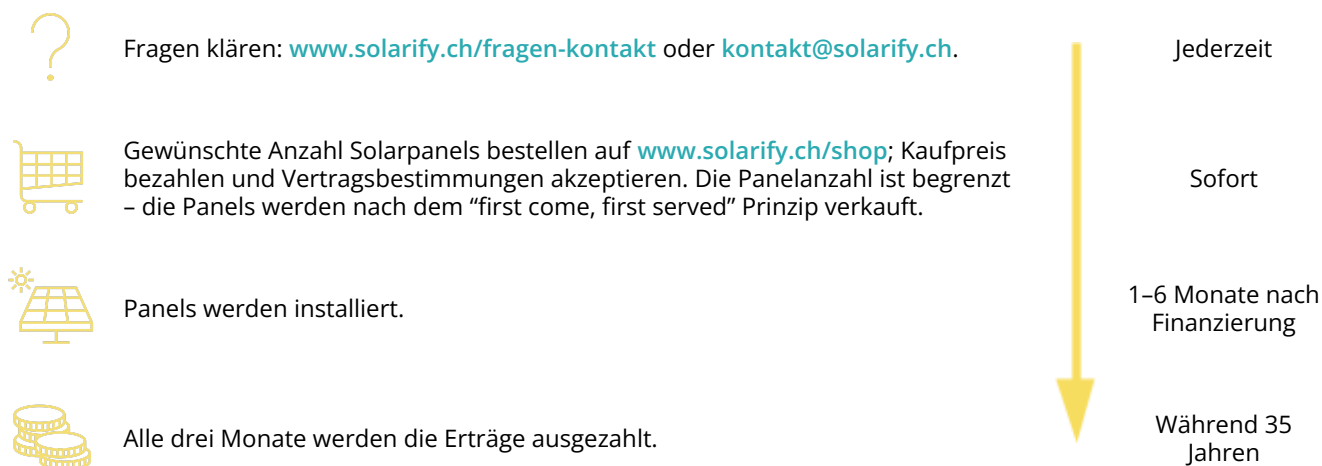 Fragen klären: www.solarify.ch/fragen-kontakt oder kontakt@solarify.ch.
Jederzeit
Gewünschte Anzahl Solarpanels bestellen auf www.solarify.ch/shop; Kaufpreis
bezahlen und Vertragsbestimmungen akzeptieren. Die Panelanzahl ist begrenzt
– die Panels werden nach dem “first come, first served” Prinzip verkauft.
Sofort
Panels werden installiert.
1–6 Monate nach
Finanzierung
Alle drei Monate werden die Erträge ausgezahlt.
Während 35
Jahren